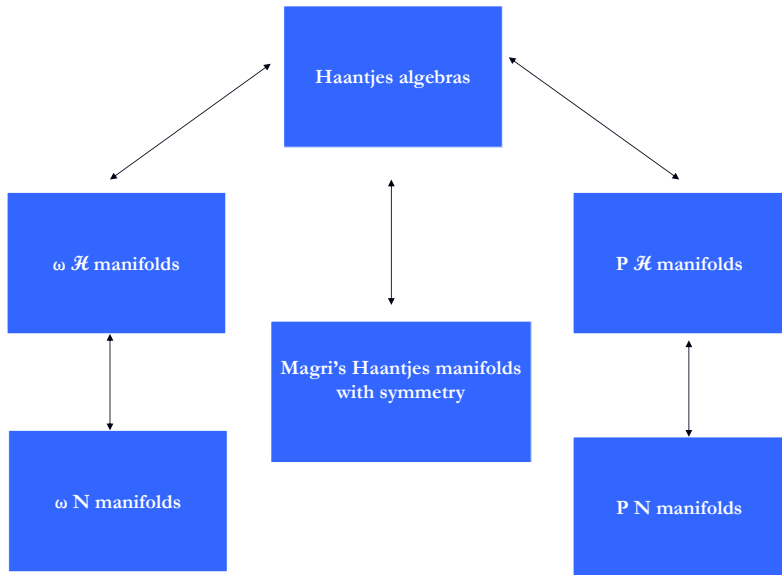 Haantjes algebras
ω ℋ manifolds
P ℋ manifolds
Magri's Haantjes manifolds
with symmetry
ω N manifolds
P N manifolds